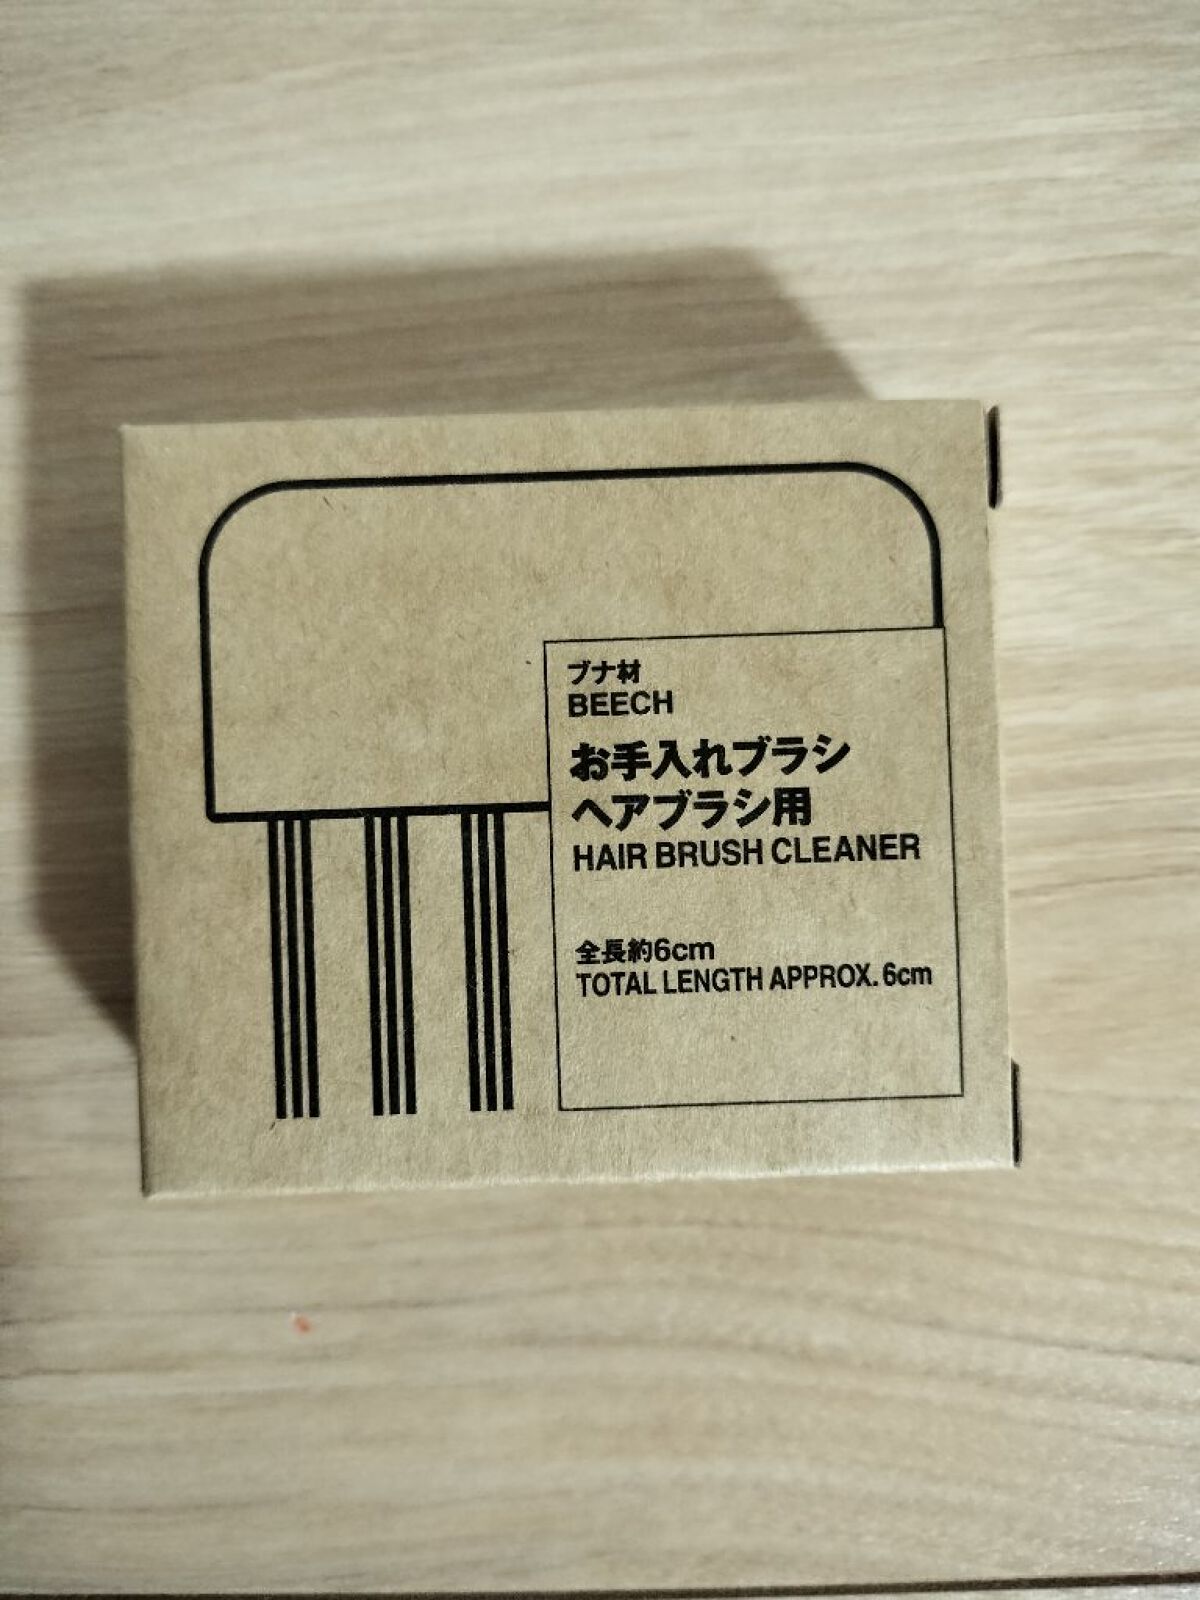 ブナ材
BEECH
お手入れブラシ
ヘアブラシ用
HAIR BRUSH CLEANER
全長約6cm
TOTAL LENGTH APPROX. 6cm